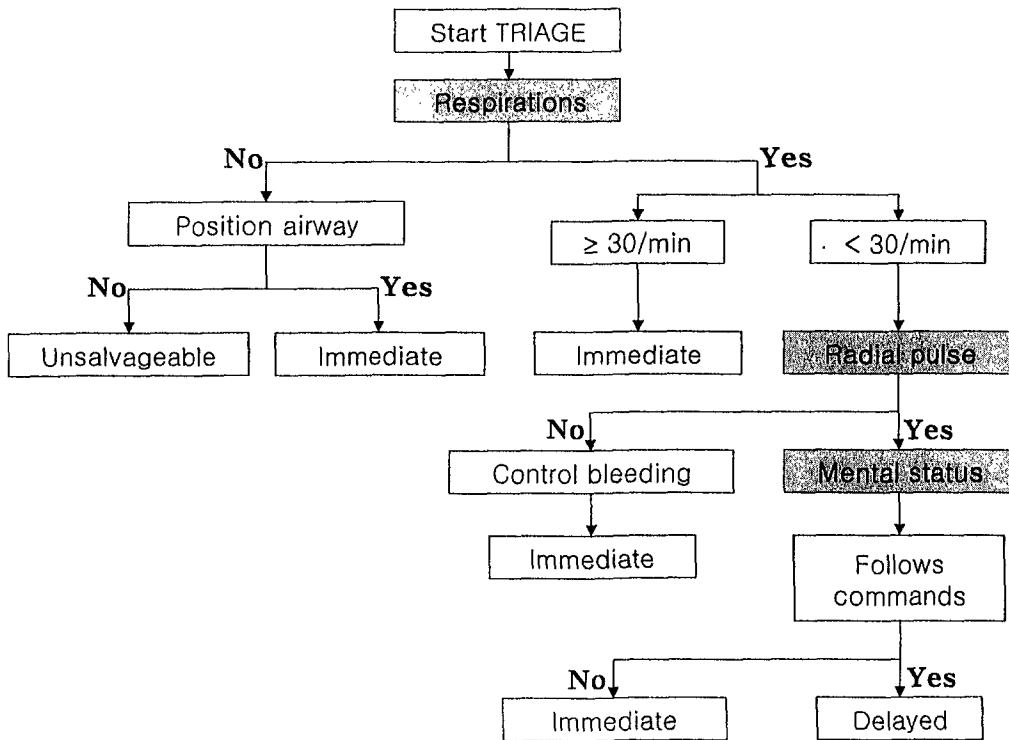 Start TRIAGE
Respirations
No
Yes
Position airway
≥ 30/min
< 30/min
No
Yes
Unsalvageable
Immediate
Immediate
Radial pulse
No
Yes
Control bleeding
Mental status
Immediate
Follows
commands
No
Yes
Immediate
Delayed